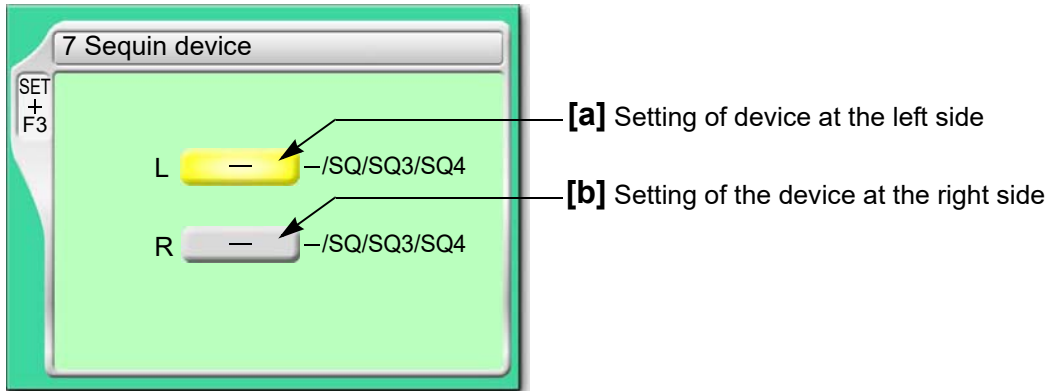 7 Sequin device
SET
+
F3
[a] Setting of device at the left side
L — –/SQ/SQ3/SQ4
[b] Setting of the device at the right side
R — –/SQ/SQ3/SQ4